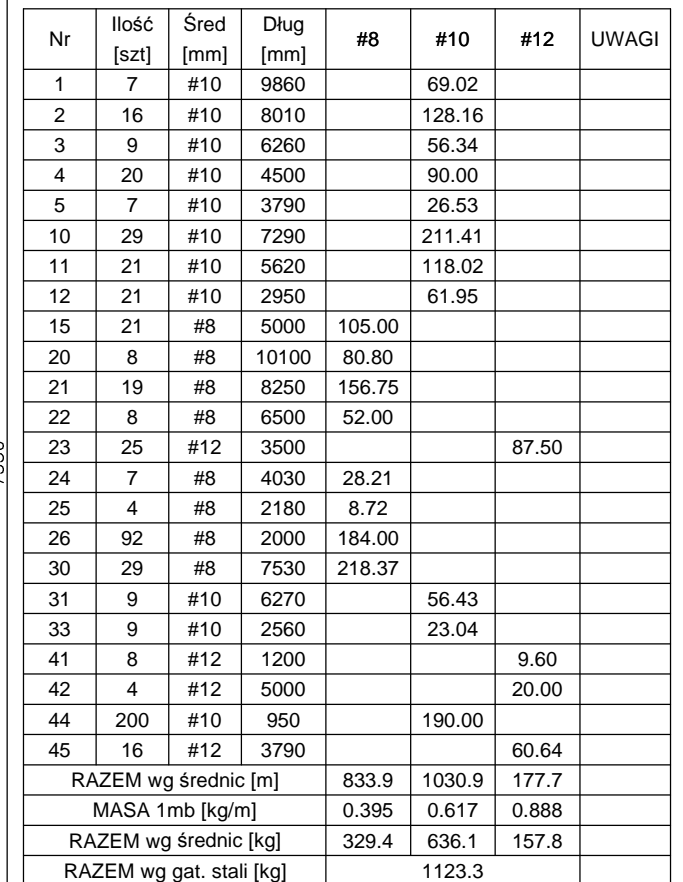 Nr Ilość [szt] Śred [mm] Dług [mm] #8 #10 #12 UWAGI
1 7 #10 9860 69.02
2 16 #10 8010 128.16
3 9 #10 6260 56.34
4 20 #10 4500 90.00
5 7 #10 3790 26.53
10 29 #10 7290 211.41
11 21 #10 5620 118.02
12 21 #10 2950 61.95
15 21 #8 5000 105.00
20 8 #8 10100 80.80
21 19 #8 8250 156.75
22 8 #8 6500 52.00
23 25 #12 3500 87.50
24 7 #8 4030 28.21
25 4 #8 2180 8.72
26 92 #8 2000 184.00
30 29 #8 7530 218.37
31 9 #10 6270 56.43
33 9 #10 2560 23.04
41 8 #12 1200 9.60
42 4 #12 5000 20.00
44 200 #10 950 190.00
45 16 #12 3790 60.64
RAZEM wg średnic [m] 833.9 1030.9 177.7
MASA 1mb [kg/m] 0.395 0.617 0.888
RAZEM wg średnic [kg] 329.4 636.1 157.8
RAZEM wg gat. stali [kg] 1123.3